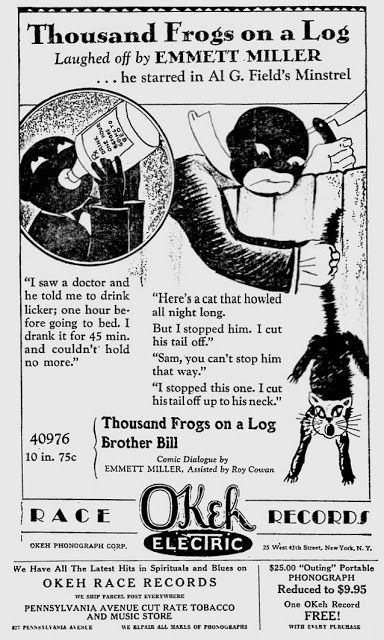 Thousand Frogs on a Log
Laughed off by EMMETT MILLER
. . . he starred in Al G. Field's Minstrel
DRINK
ONE HOUR
BEFORE
GOING TO
BED
"I saw a doctor and
he told me to drink
licker; one hour be-
fore going to bed. I
drank it for 45 min.
and couldn't hold
no more."
"Here's a cat that howled
all night long.
But I stopped him. I cut
his tail off."
"Sam, you can't stop him
that way."
"I stopped this one. I cut
his tail off up to his neck."
40976
10 in. 75c
Thousand Frogs on a Log
Brother Bill
Comic Dialogue by
EMMETT MILLER, Assisted by Roy Cowan
RACE
OKeh
ELECTRIC
RECORDS
OKEH PHONOGRAPH CORP.
25 West 45th Street, New York, N. Y.
We Have All The Latest Hits in Spirituals and Blues on
OKEH RACE RECORDS
WE SHIP PARCEL POST EVERYWHERE
PENNSYLVANIA AVENUE CUT RATE TOBACCO
AND MUSIC STORE
827 PENNSYLVANIA AVENUE WE REPAIR ALL MAKES OF PHONOGRAPHS
$25.00 "Outing" Portable
PHONOGRAPH
Reduced to $9.95
One OKeh Record
FREE!
WITH EVERY PURCHASE